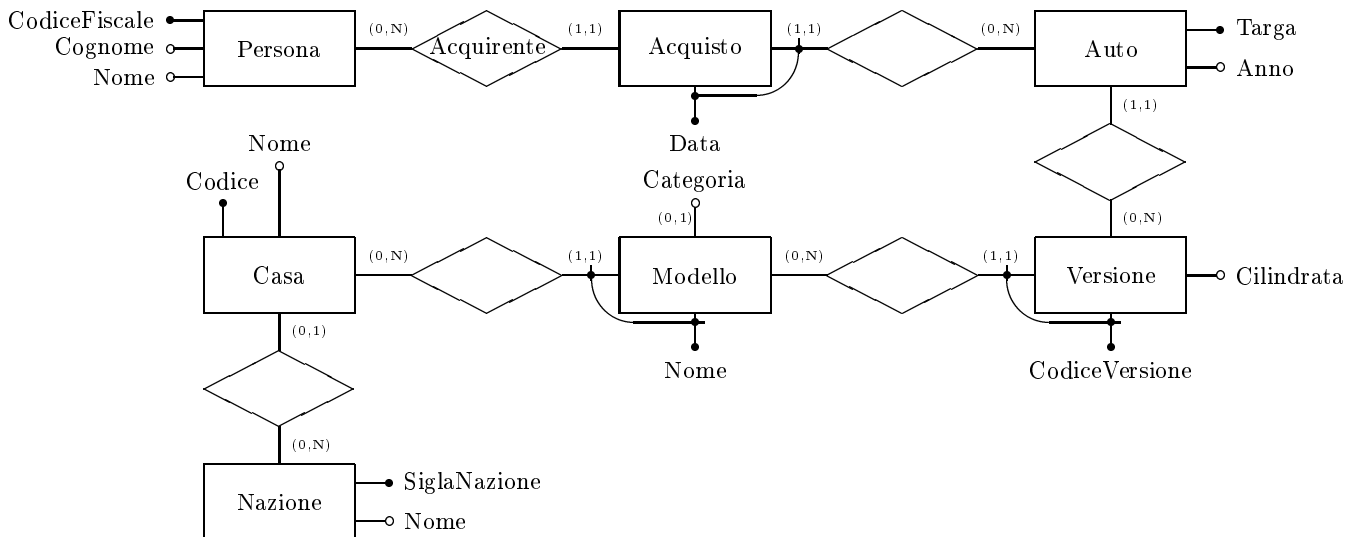 CodiceFiscale
Cognome
Nome
Persona
(0,N)
Acquirente
(1,1)
Acquisto
(1,1)
(0,N)
Auto
Targa
Anno
Data
(1,1)
(0,N)
Nome
Codice
Casa
(0,N)
(1,1)
Categoria
(0,1)
Modello
Nome
(0,N)
(1,1)
Versione
Cilindrata
CodiceVersione
(0,1)
(0,N)
Nazione
SiglaNazione
Nome